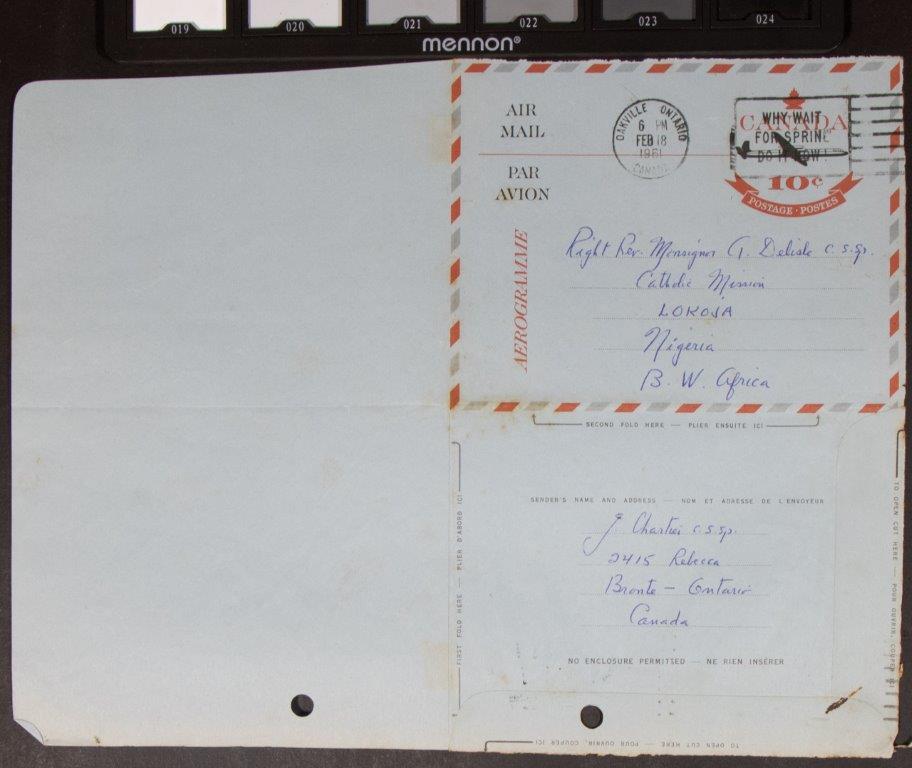 019 020 021 022 023 024
mennon®
AIR
MAIL
PAR
AVION
AEROGRAMME
OAKVILLE ONTARIO
6 PM
FEB 18
1961
CANADA
CANADA
WHY WAIT
FOR SPRING
DO IT NOW!
10¢
POSTAGE · POSTES
Right Rev. Monsignor G. Delisle c.s.sp.
Catholic Mission
LOKOJA
Nigeria
B. W. Africa
SECOND FOLD HERE — PLIER ENSUITE ICI
FIRST FOLD HERE — PLIER D'ABORD ICI
SENDER'S NAME AND ADDRESS — NOM ET ADRESSE DE L'ENVOYEUR
J. Chartier c.s.sp.
2415 Rebecca
Bronte - Ontario
Canada
NO ENCLOSURE PERMITTED — NE RIEN INSÉRER
TO OPEN CUT HERE — POUR OUVRIR, COUPER ICI
TO OPEN CUT HERE — POUR OUVRIR, COUPER ICI